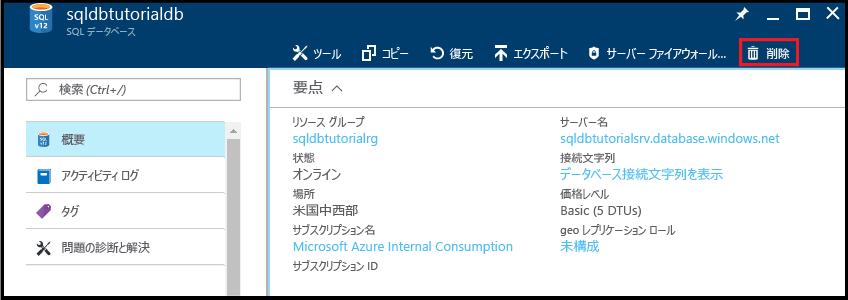 sqldbtutorialdb
SQL データベース
SQL
v12
ツール コピー 復元 エクスポート サーバー ファイアウォール... 削除
検索 (Ctrl+/)
概要
アクティビティ ログ
タグ
問題の診断と解決
要点
リソース グループ
sqldbtutorialrg
状態
オンライン
場所
米国中西部
サブスクリプション名
Microsoft Azure Internal Consumption
サブスクリプション ID
サーバー名
sqldbtutorialsrv.database.windows.net
接続文字列
データベース接続文字列を表示
価格レベル
Basic (5 DTUs)
geo レプリケーション ロール
未構成